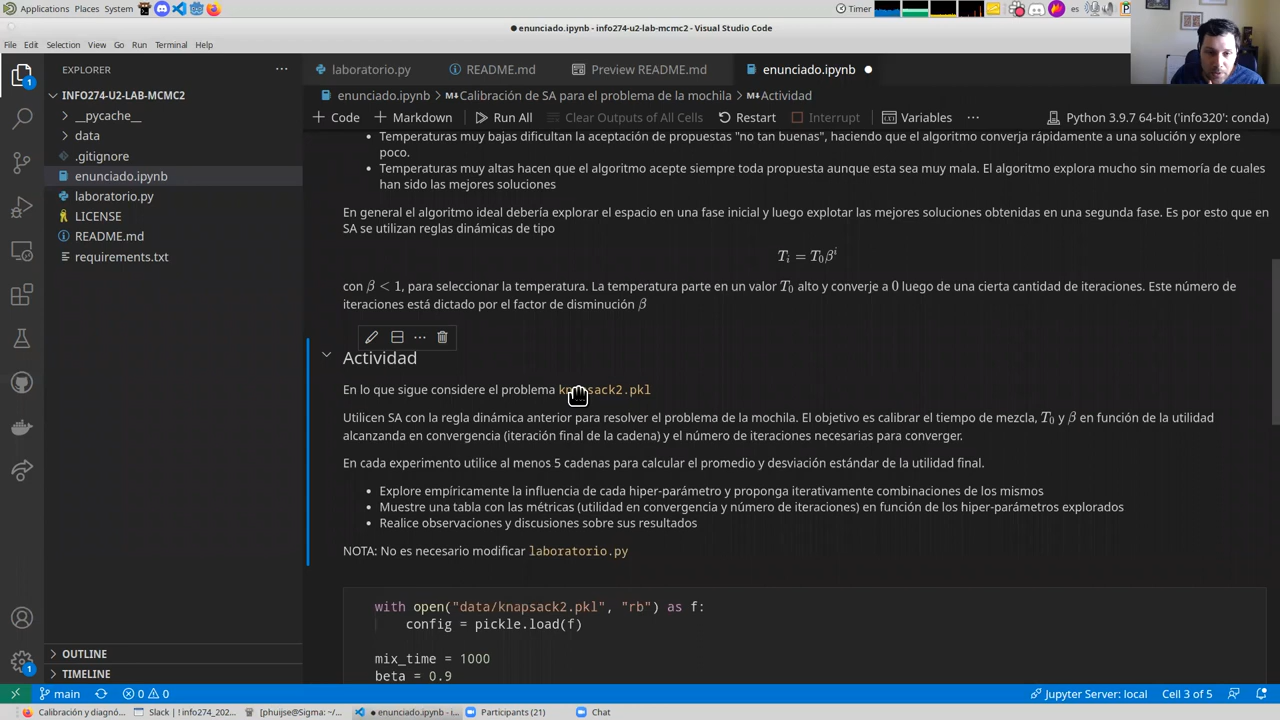 Applications Places System
Timer
es
enunciado.ipynb - info274-u2-lab-mcmc2 - Visual Studio Code
File Edit Selection View Go Run Terminal Help
EXPLORER
INFO274-U2-LAB-MCMC2
__pycache__
data
.gitignore
enunciado.ipynb
laboratorio.py
LICENSE
README.md
requirements.txt
OUTLINE
TIMELINE
laboratorio.py README.md Preview README.md enunciado.ipynb
enunciado.ipynb > Calibración de SA para el problema de la mochila > Actividad
+ Code + Markdown Run All Clear Outputs of All Cells Restart Interrupt Variables ... Python 3.9.7 64-bit ('info320': conda)
• Temperaturas muy bajas dificultan la aceptación de propuestas "no tan buenas", haciendo que el algoritmo converja rápidamente a una solución y explore
poco.
• Temperaturas muy altas hacen que el algoritmo acepte siempre toda propuesta aunque esta sea muy mala. El algoritmo explora mucho sin memoria de cuales
han sido las mejores soluciones
En general el algoritmo ideal debería explorar el espacio en una fase inicial y luego explotar las mejores soluciones obtenidas en una segunda fase. Es por esto que en
SA se utilizan reglas dinámicas de tipo
T_i = T_0 β^i
con β < 1, para seleccionar la temperatura. La temperatura parte en un valor T_0 alto y converje a 0 luego de una cierta cantidad de iteraciones. Este número de
iteraciones está dictado por el factor de disminución β
Actividad
En lo que sigue considere el problema knapsack2.pkl
Utilicen SA con la regla dinámica anterior para resolver el problema de la mochila. El objetivo es calibrar el tiempo de mezcla, T_0 y β en función de la utilidad
alcanzanda en convergencia (iteración final de la cadena) y el número de iteraciones necesarias para converger.
En cada experimento utilice al menos 5 cadenas para calcular el promedio y desviación estándar de la utilidad final.
• Explore empíricamente la influencia de cada hiper-parámetro y proponga iterativamente combinaciones de los mismos
• Muestre una tabla con las métricas (utilidad en convergencia y número de iteraciones) en función de los hiper-parámetros explorados
• Realice observaciones y discusiones sobre sus resultados
NOTA: No es necesario modificar laboratorio.py
with open("data/knapsack2.pkl", "rb") as f:
config = pickle.load(f)
mix_time = 1000
beta = 0.9
main 0 0 Jupyter Server: local Cell 3 of 5
Calibración y diagnó... Slack | ! info274_202... [phuijse@Sigma: ~/... enunciado.ipynb - i... Participants (21) Chat